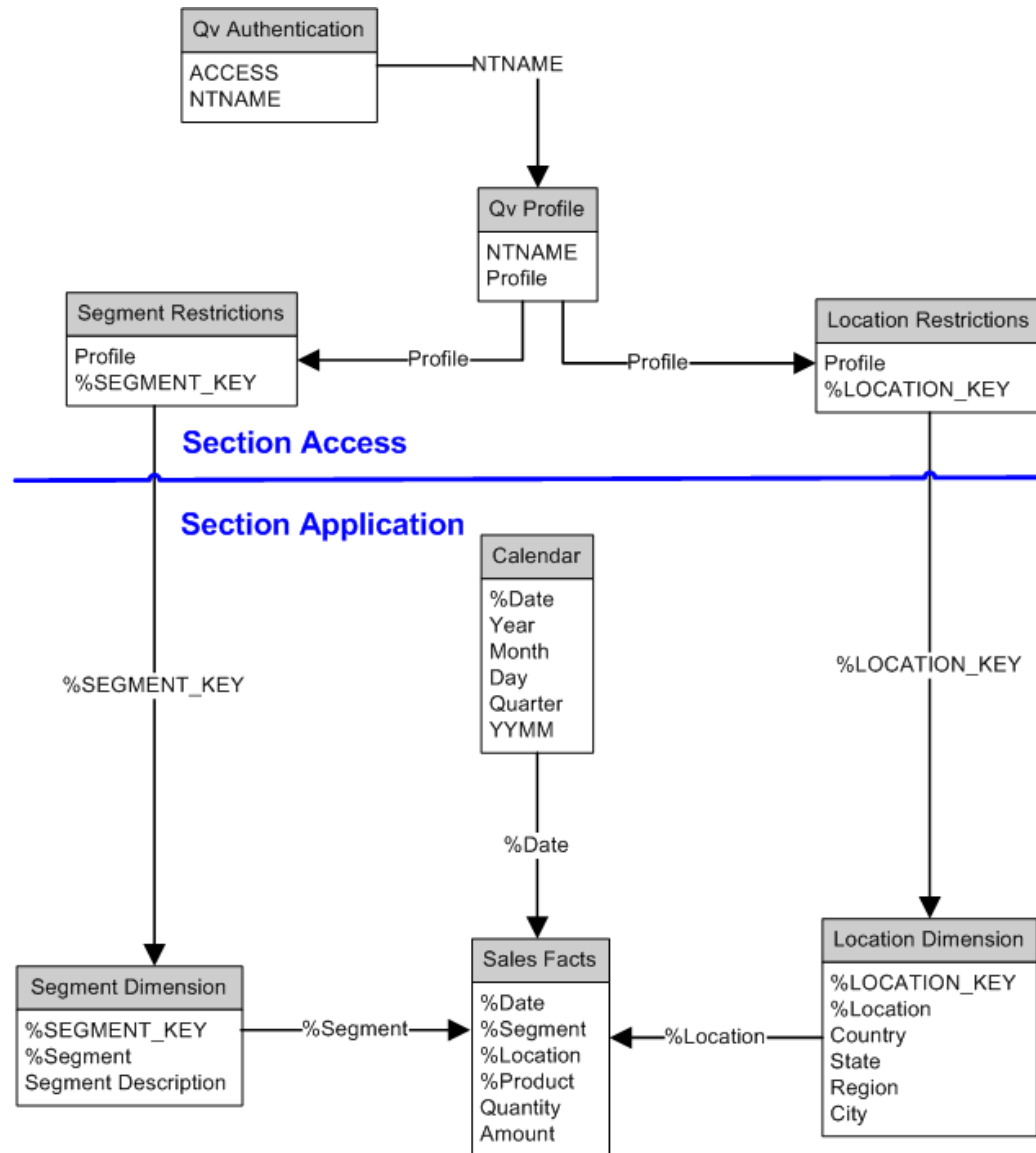 Qv Authentication
ACCESS
NTNAME
NTNAME
Qv Profile
NTNAME
Profile
Segment Restrictions
Profile
%SEGMENT_KEY
Profile
Profile
Location Restrictions
Profile
%LOCATION_KEY
Section Access
Section Application
Calendar
%Date
Year
Month
Day
Quarter
YYMM
%SEGMENT_KEY
%LOCATION_KEY
%Date
Segment Dimension
%SEGMENT_KEY
%Segment
Segment Description
%Segment
Sales Facts
%Date
%Segment
%Location
%Product
Quantity
Amount
%Location
Location Dimension
%LOCATION_KEY
%Location
Country
State
Region
City